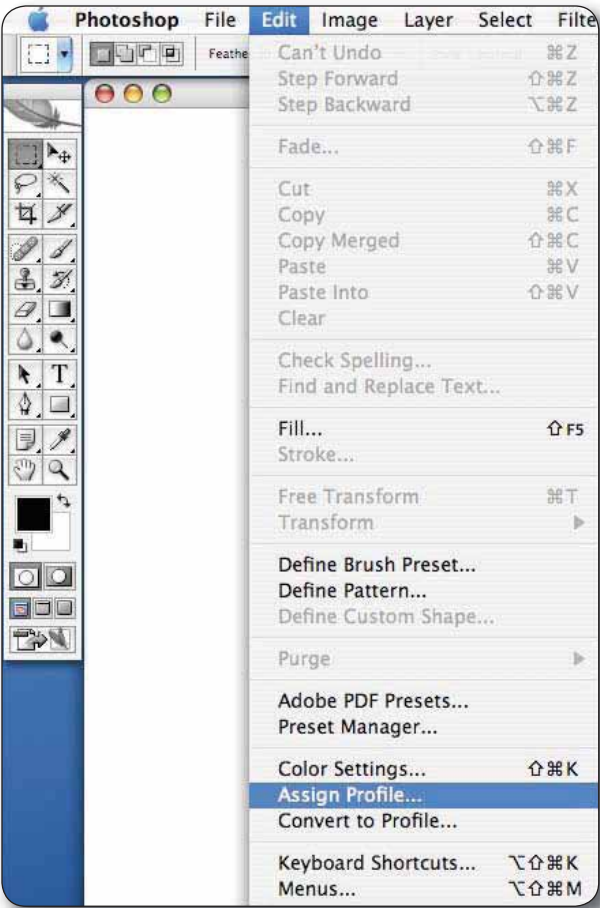 Photoshop File Edit Image Layer Select Filte
Feathe
Can't Undo ⌘Z
Step Forward ⇧⌘Z
Step Backward ⌥⌘Z
Fade... ⇧⌘F
Cut ⌘X
Copy ⌘C
Copy Merged ⇧⌘C
Paste ⌘V
Paste Into ⇧⌘V
Clear
Check Spelling...
Find and Replace Text...
Fill... ⇧F5
Stroke...
Free Transform ⌘T
Transform
Define Brush Preset...
Define Pattern...
Define Custom Shape...
Purge
Adobe PDF Presets...
Preset Manager...
Color Settings... ⇧⌘K
Assign Profile...
Convert to Profile...
Keyboard Shortcuts... ⌥⇧⌘K
Menus... ⌥⇧⌘M